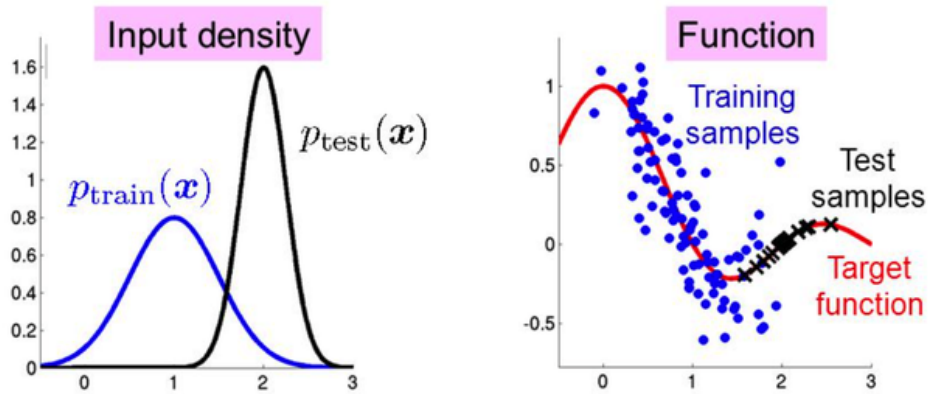 Input density
1.6
1.4
1.2
1
0.8
0.6
0.4
0.2
0
0 1 2 3
p_train(x)
p_test(x)
Function
1
0.5
0
-0.5
0 1 2 3
Training
samples
Test
samples
Target
function